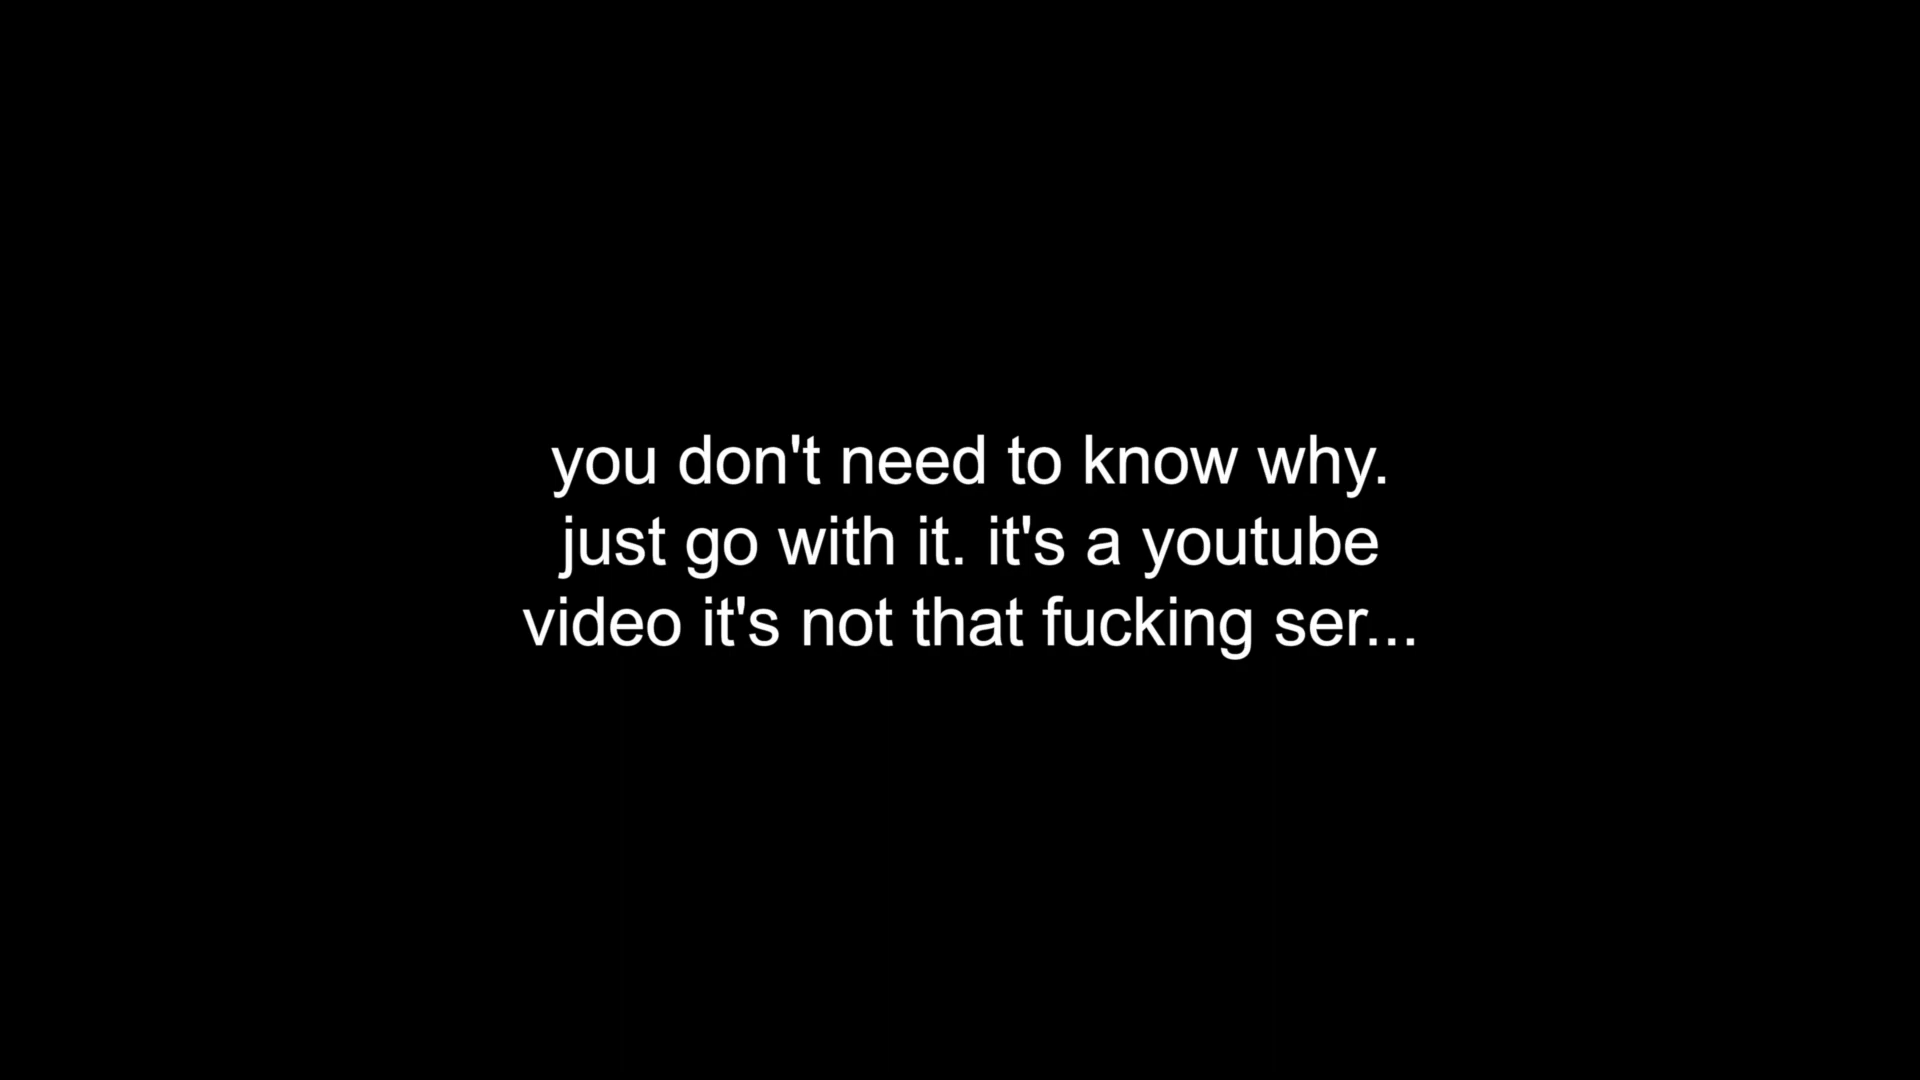 you don't need to know why.
just go with it. it's a youtube
video it's not that fucking ser...